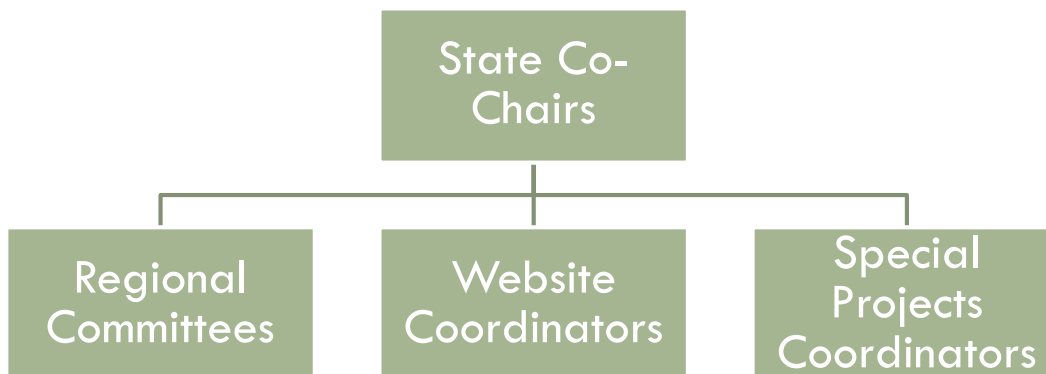 State Co-
Chairs
Regional
Committees
Website
Coordinators
Special
Projects
Coordinators